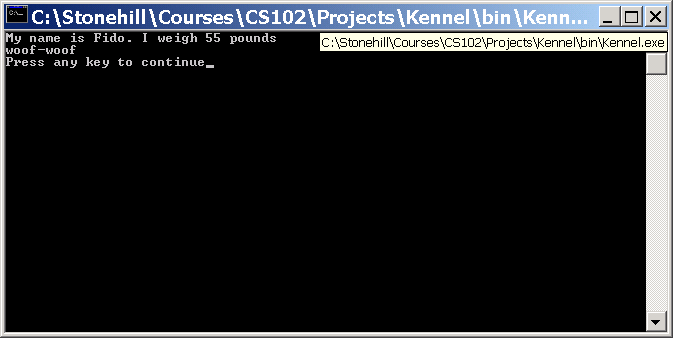 C:\Stonehill\Courses\CS102\Projects\Kennel\bin\Kenn...
My name is Fido. I weigh 55 pounds
C:\Stonehill\Courses\CS102\Projects\Kennel\bin\Kennel.exe
woof-woof
Press any key to continue_